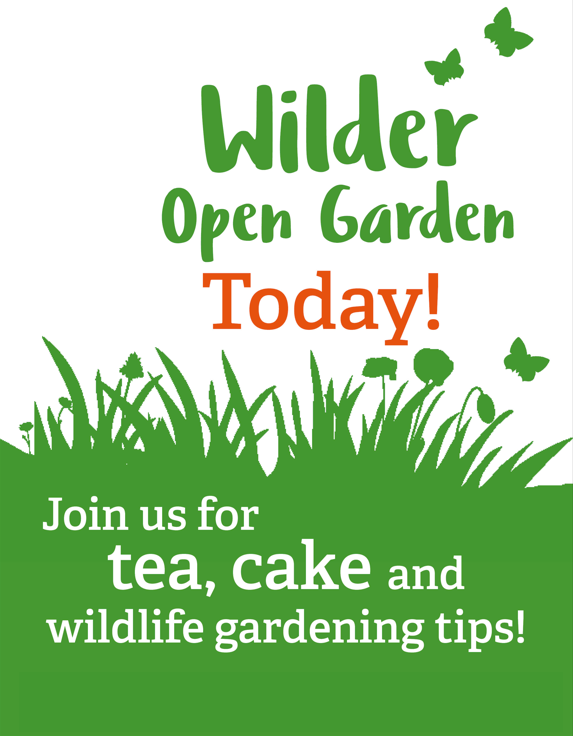 Wilder
Open Garden
Today!
Join us for
tea, cake and
wildlife gardening tips!